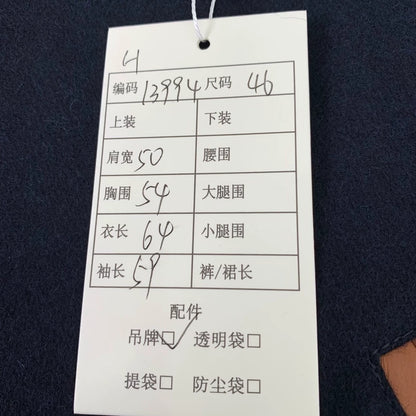 4
编码 13994 尺码 46
上装 下装
肩宽 50 腰围
胸围 54 大腿围
衣长 64 小腿围
袖长 59 裤/裙长
配件
吊牌☑ 透明袋□
提袋□ 防尘袋□